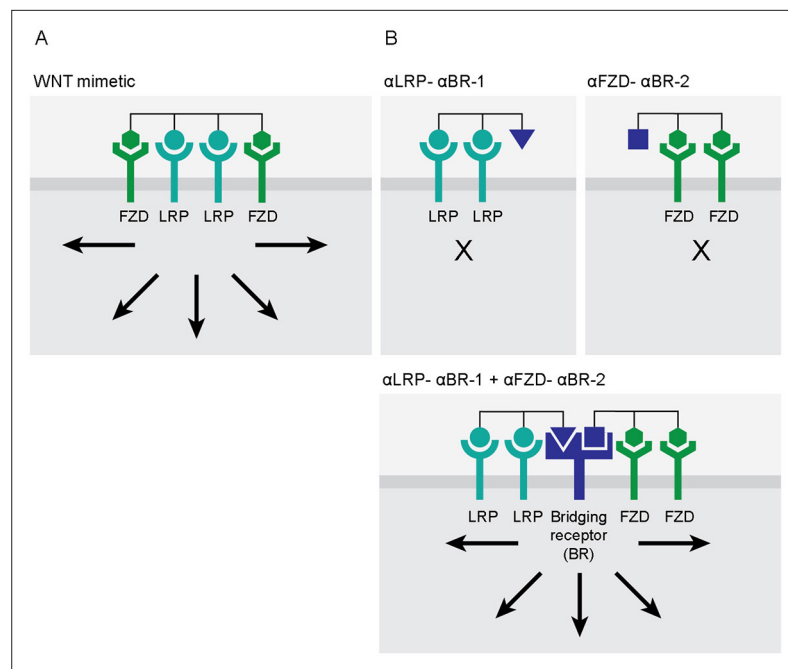 A
B
WNT mimetic
αLRP- αBR-1
αFZD- αBR-2
FZD LRP LRP FZD
LRP LRP
X
FZD FZD
X
αLRP- αBR-1 + αFZD- αBR-2
LRP LRP Bridging receptor (BR) FZD FZD